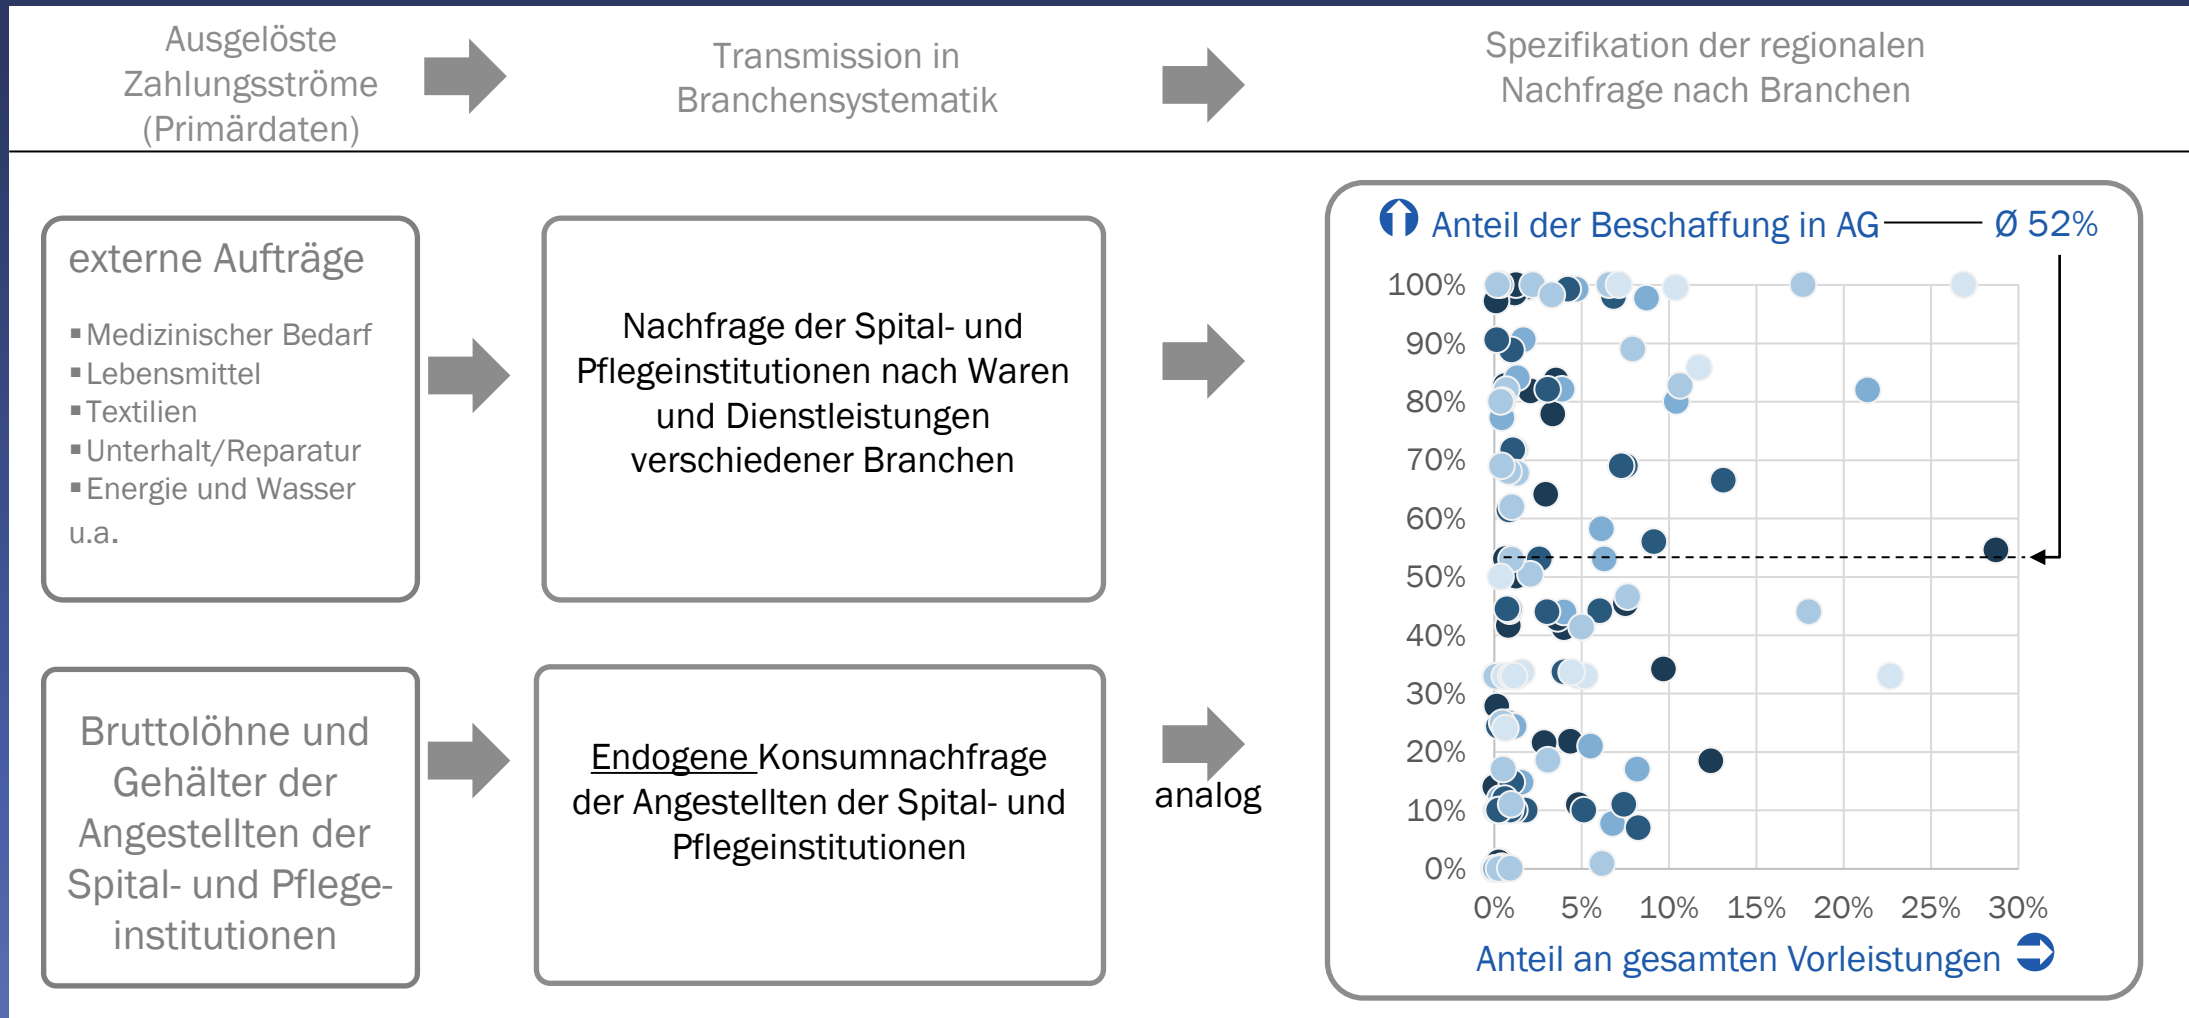 Ausgelöste
Zahlungsströme
(Primärdaten)
Transmission in
Branchensystematik
Spezifikation der regionalen
Nachfrage nach Branchen
externe Aufträge
▪Medizinischer Bedarf
▪Lebensmittel
▪Textilien
▪Unterhalt/Reparatur
▪Energie und Wasser
u.a.
Nachfrage der Spital- und
Pflegeinstitutionen nach Waren
und Dienstleistungen
verschiedener Branchen
Bruttolöhne und
Gehälter der
Angestellten der
Spital- und Pflege-
institutionen
Endogene Konsumnachfrage
der Angestellten der Spital- und
Pflegeinstitutionen
analog
Anteil der Beschaffung in AG Ø 52%
100%
90%
80%
70%
60%
50%
40%
30%
20%
10%
0%
0% 5% 10% 15% 20% 25% 30%
Anteil an gesamten Vorleistungen